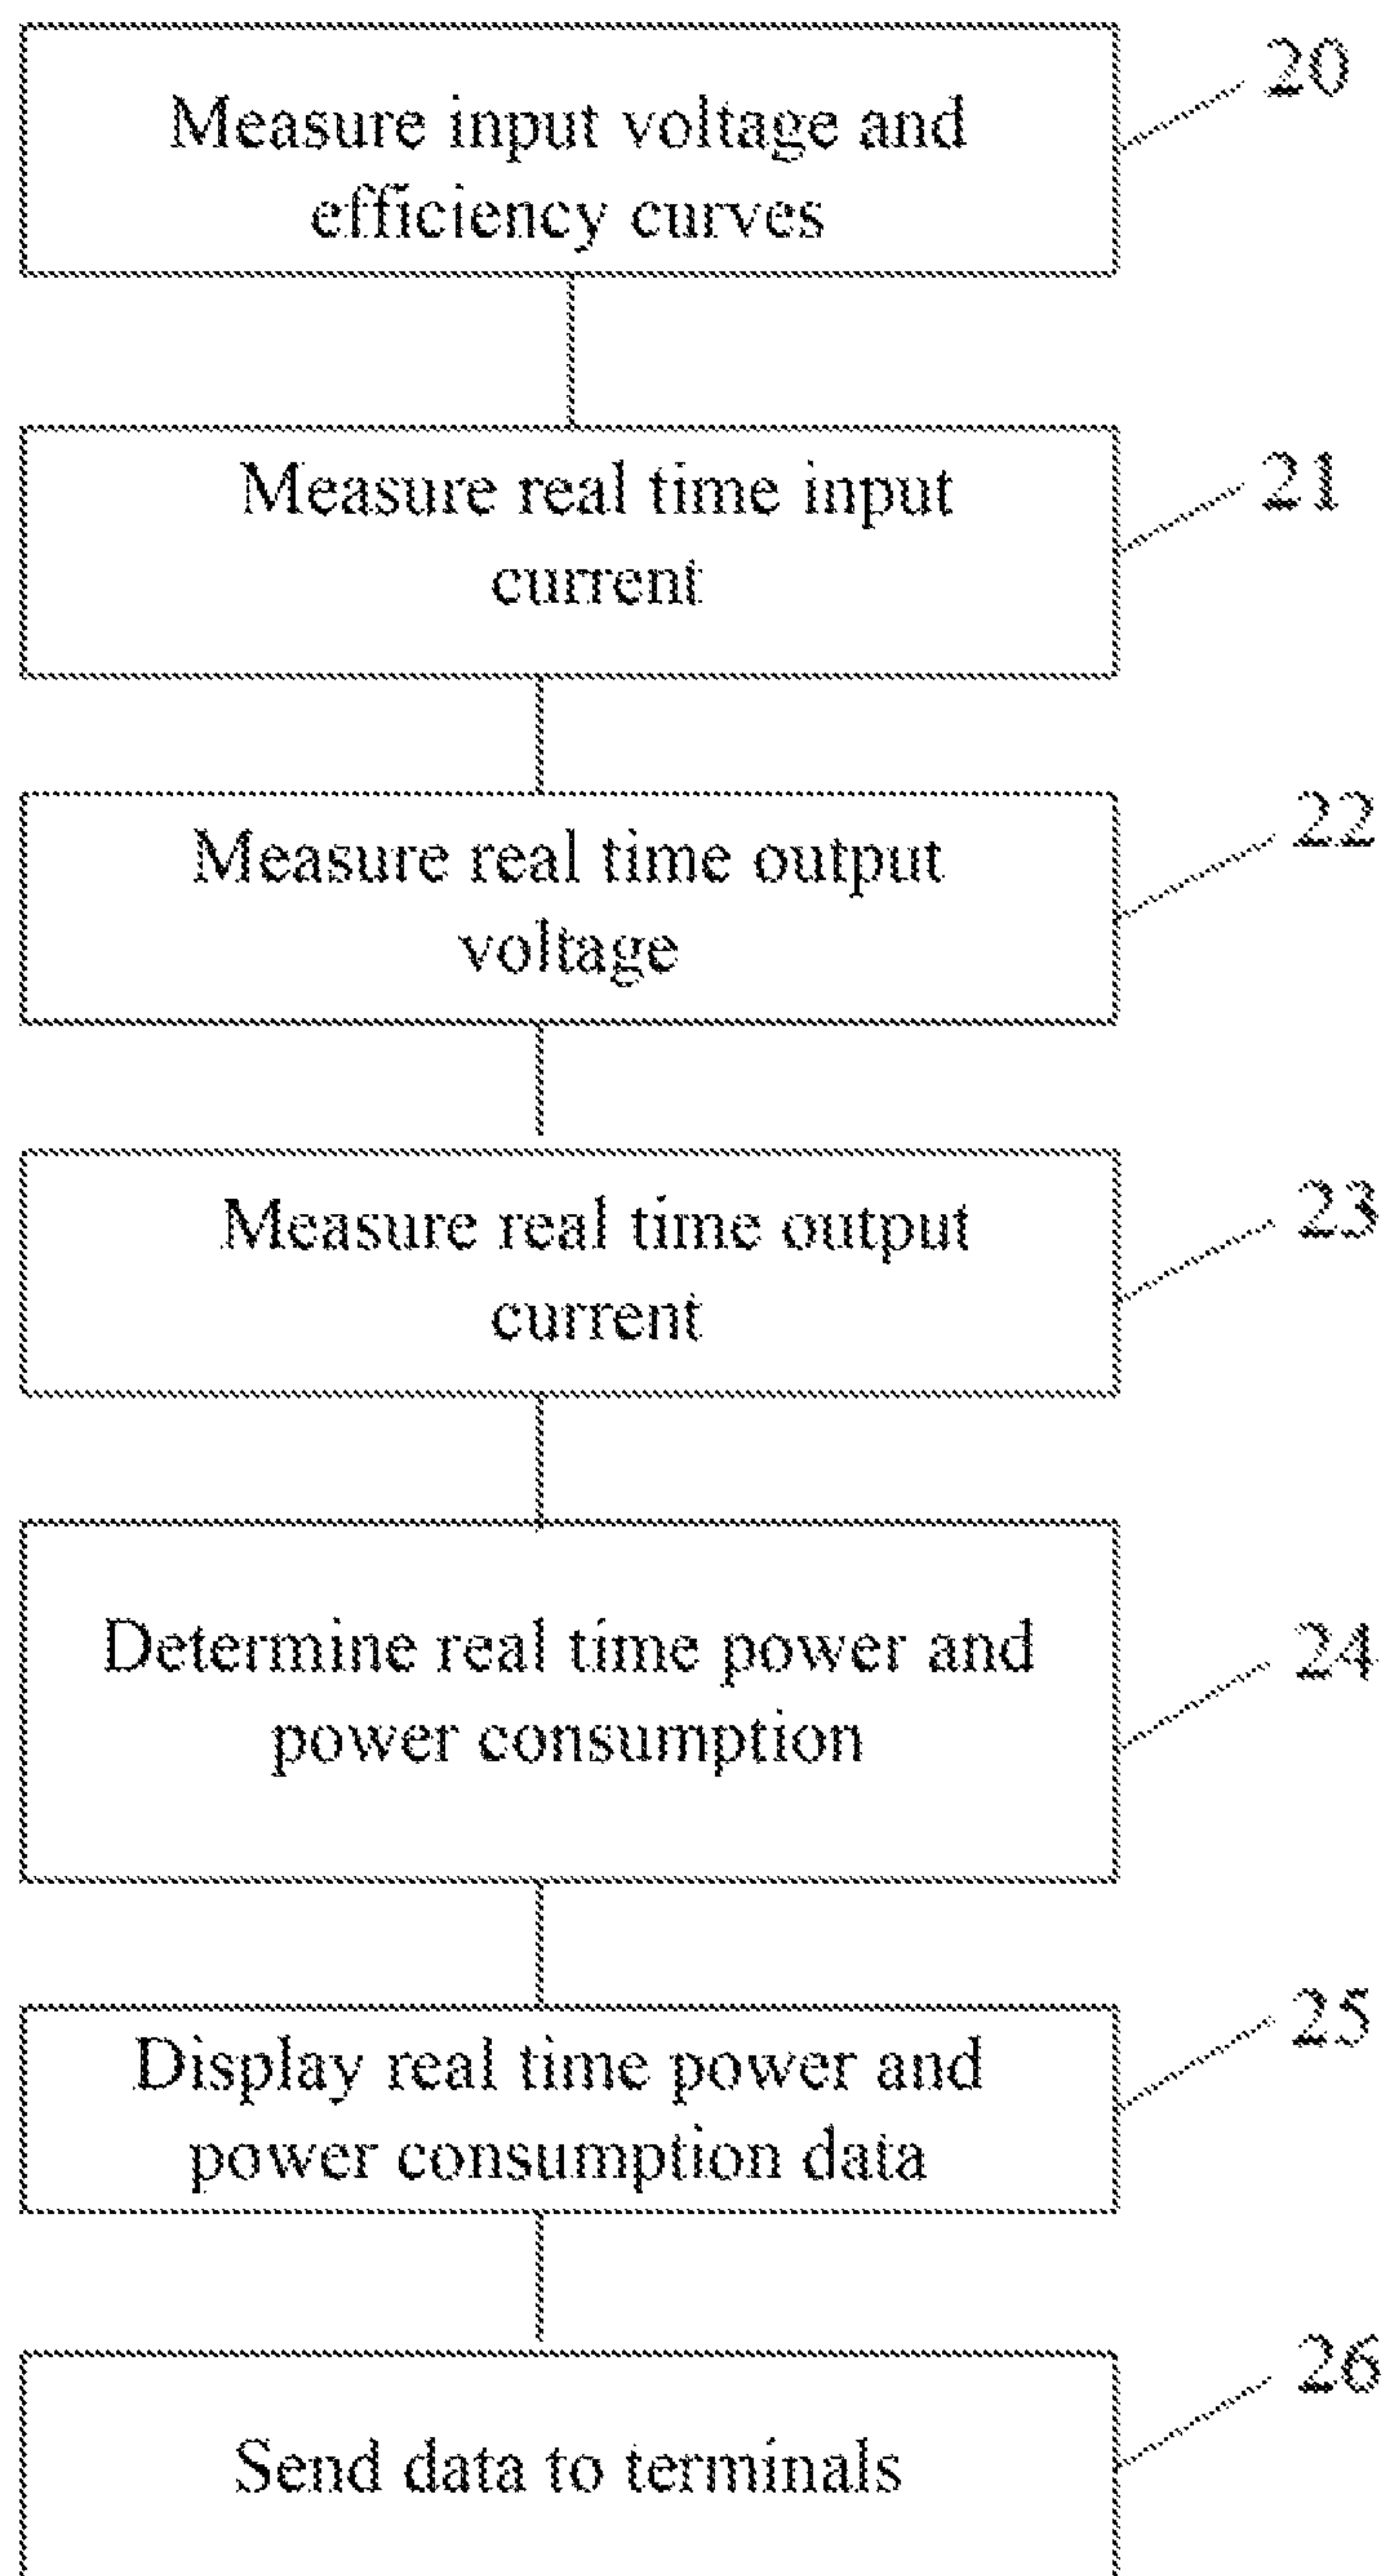 20
Measure input voltage and
efficiency curves
21
Measure real time input
current
22
Measure real time output
voltage
23
Measure real time output
current
24
Determine real time power and
power consumption
25
Display real time power and
power consumption data
26
Send data to terminals